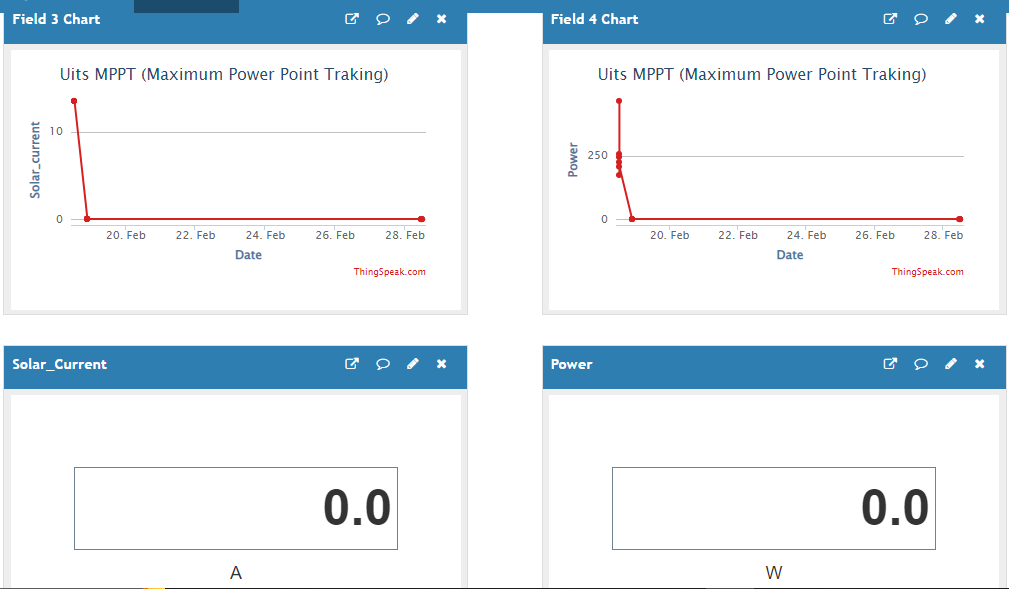 Field 3 Chart
Uits MPPT (Maximum Power Point Traking)
Solar_current
10
0
20. Feb 22. Feb 24. Feb 26. Feb 28. Feb
Date
ThingSpeak.com
Field 4 Chart
Uits MPPT (Maximum Power Point Traking)
Power
250
0
20. Feb 22. Feb 24. Feb 26. Feb 28. Feb
Date
ThingSpeak.com
Solar_Current
0.0
A
Power
0.0
W